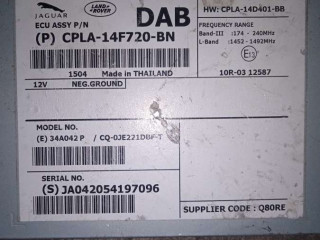 JAGUAR LAND ROVER DAB HW: CPLA-14D401-BB
ECU ASSY P/N
(P) CPLA-14F720-BN
FREQUENCY RANGE
Band-III :174 - 240MHz
L-Band :1452 - 1492MHz
1504 Made in THAILAND
10R-03 12587
12V NEG.GROUND
MODEL NO.
(E) 34A042 P / CQ-0JE221DBF-T
SERIAL NO.
(S) JA042054197096
SUPPLIER CODE : Q80RE